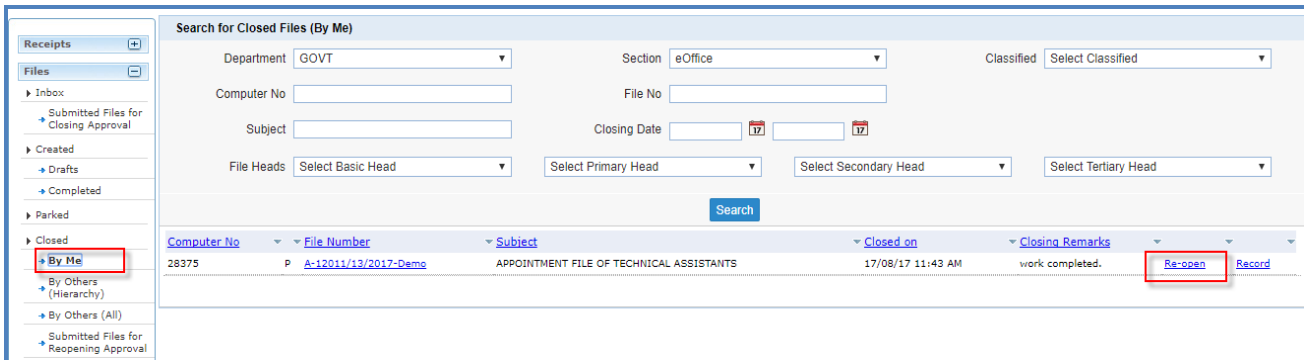 Receipts
Files
Inbox
Submitted Files for
Closing Approval
Created
Drafts
Completed
Parked
Closed
By Me
By Others
(Hierarchy)
By Others (All)
Submitted Files for
Reopening Approval
Search for Closed Files (By Me)
Department GOVT Section eOffice Classified Select Classified
Computer No File No
Subject Closing Date 17 17
File Heads Select Basic Head Select Primary Head Select Secondary Head Select Tertiary Head
Search
Computer No File Number Subject Closed on Closing Remarks
28375 P A-12011/13/2017-Demo APPOINTMENT FILE OF TECHNICAL ASSISTANTS 17/08/17 11:43 AM work completed. Re-open Record